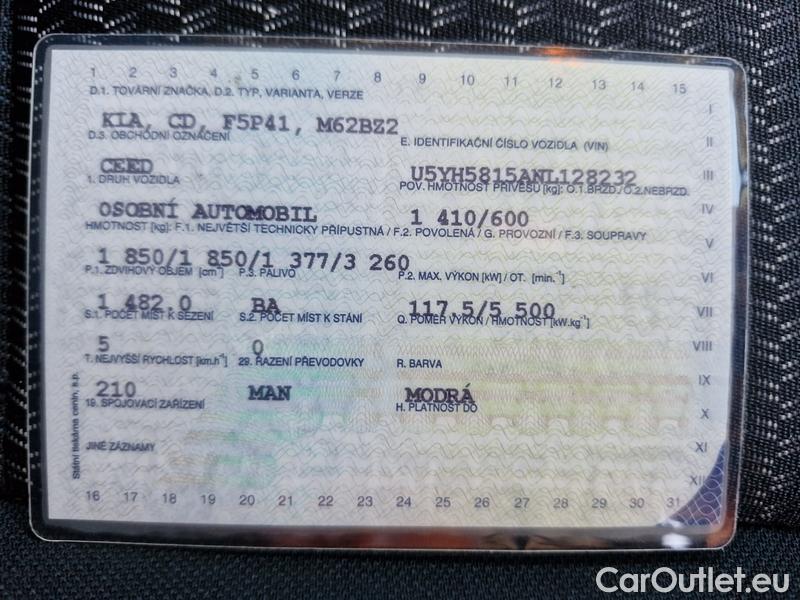 1 2 3 4 5 6 7 8 9 10 11 12 13 14 15
D.1. TOVÁRNÍ ZNAČKA, D.2. TYP, VARIANTA, VERZE
I
KIA, CD, F5P41, M62BZ2
D.3. OBCHODNÍ OZNAČENÍ E. IDENTIFIKAČNÍ ČÍSLO VOZIDLA (VIN)
II
CEED U5YH5815ANL128232
III
1. DRUH VOZIDLA POV. HMOTNOST PŘÍVĚSU [kg]: O.1.BRZD./O.2.NEBRZD.
OSOBNÍ AUTOMOBIL 1 410/600
IV
HMOTNOST [kg]: F.1. NEJVĚTŠÍ TECHNICKY PŘÍPUSTNÁ / F.2. POVOLENÁ / G. PROVOZNÍ / F.3. SOUPRAVY
V
1 850/1 850/1 377/3 260
P.1. ZDVIHOVÝ OBJEM [cm³] P.3. PALIVO P.2. MAX. VÝKON [kW] / OT. [min.⁻¹]
VI
1 482,0 BA 117,5/5 500
VII
S.1. POČET MÍST K SEZENÍ S.2. POČET MÍST K STÁNÍ Q. POMĚR VÝKON / HMOTNOST [kW.kg⁻¹]
5 0
VIII
T. NEJVYŠŠÍ RYCHLOST [km.h⁻¹] 29. ŘAZENÍ PŘEVODOVKY R. BARVA
IX
210 MAN MODRÁ
19. SPOJOVACÍ ZAŘÍZENÍ H. PLATNOST DO
X
JINÉ ZÁZNAMY
XI
XII
Státní tiskárna cenin, s.p.
16 17 18 19 20 21 22 23 24 25 26 27 28 29 30 31
CarOutlet.eu